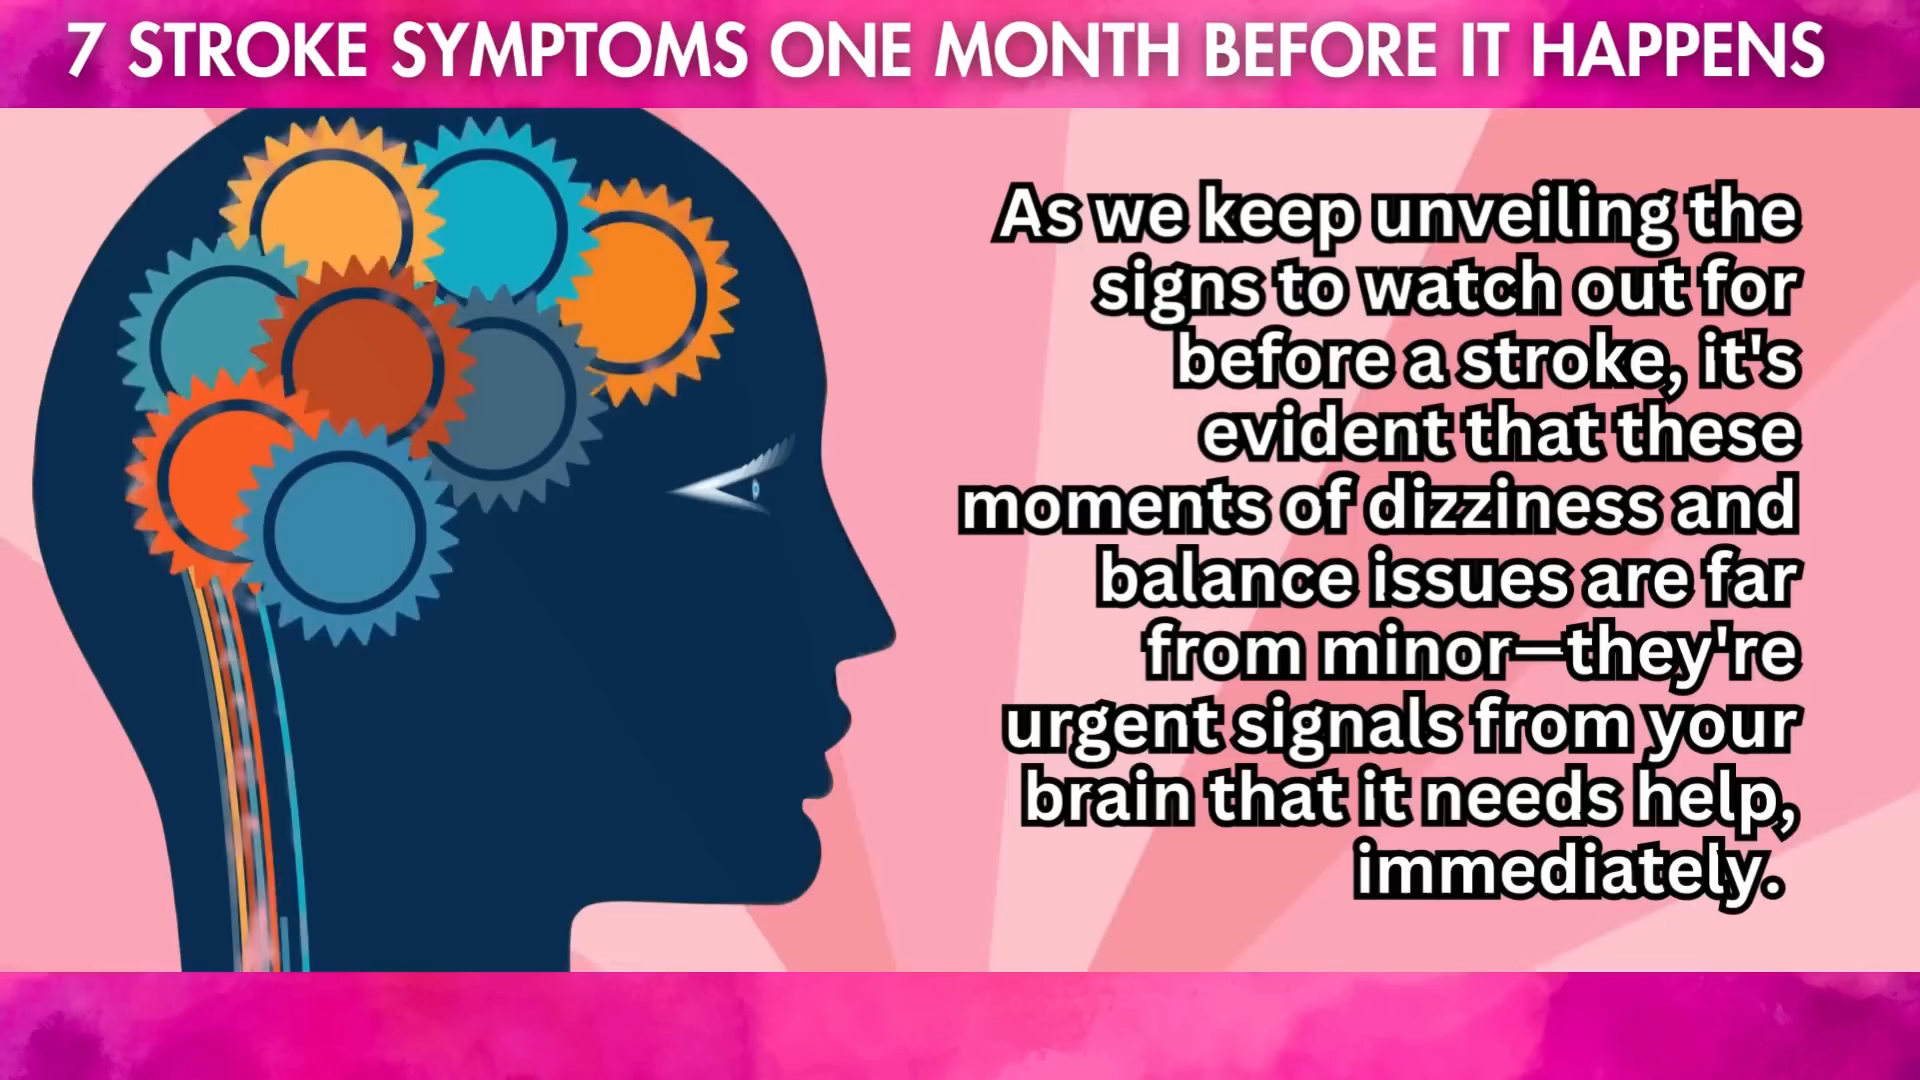 7 STROKE SYMPTOMS ONE MONTH BEFORE IT HAPPENS
As we keep unveiling the
signs to watch out for
before a stroke, it's
evident that these
moments of dizziness and
balance issues are far
from minor—they're
urgent signals from your
brain that it needs help,
immediately.